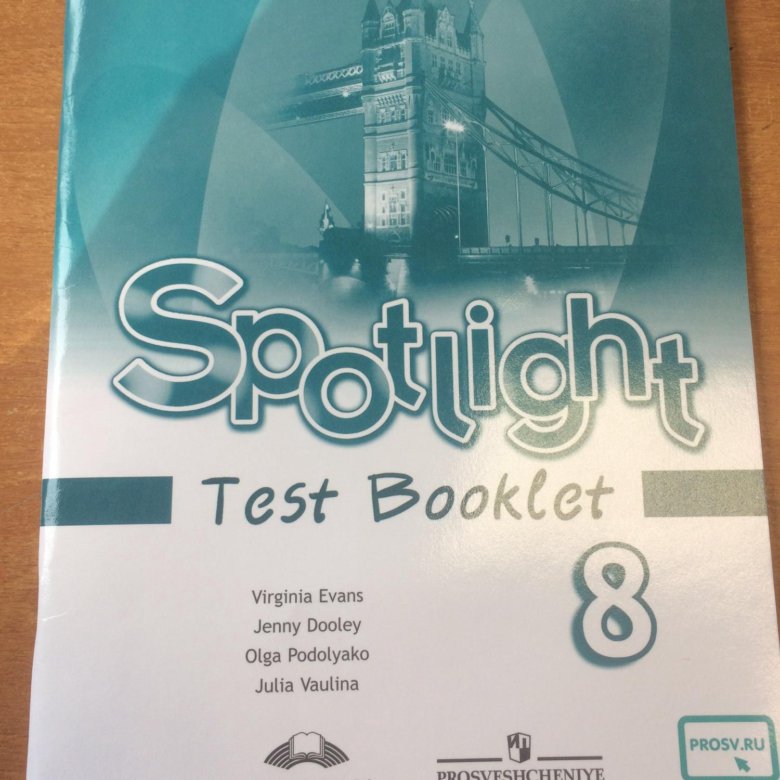 Spotlight
Test Booklet
8
Virginia Evans
Jenny Dooley
Olga Podolyako
Julia Vaulina
PROSVESHCHENIYE
PROSV.RU